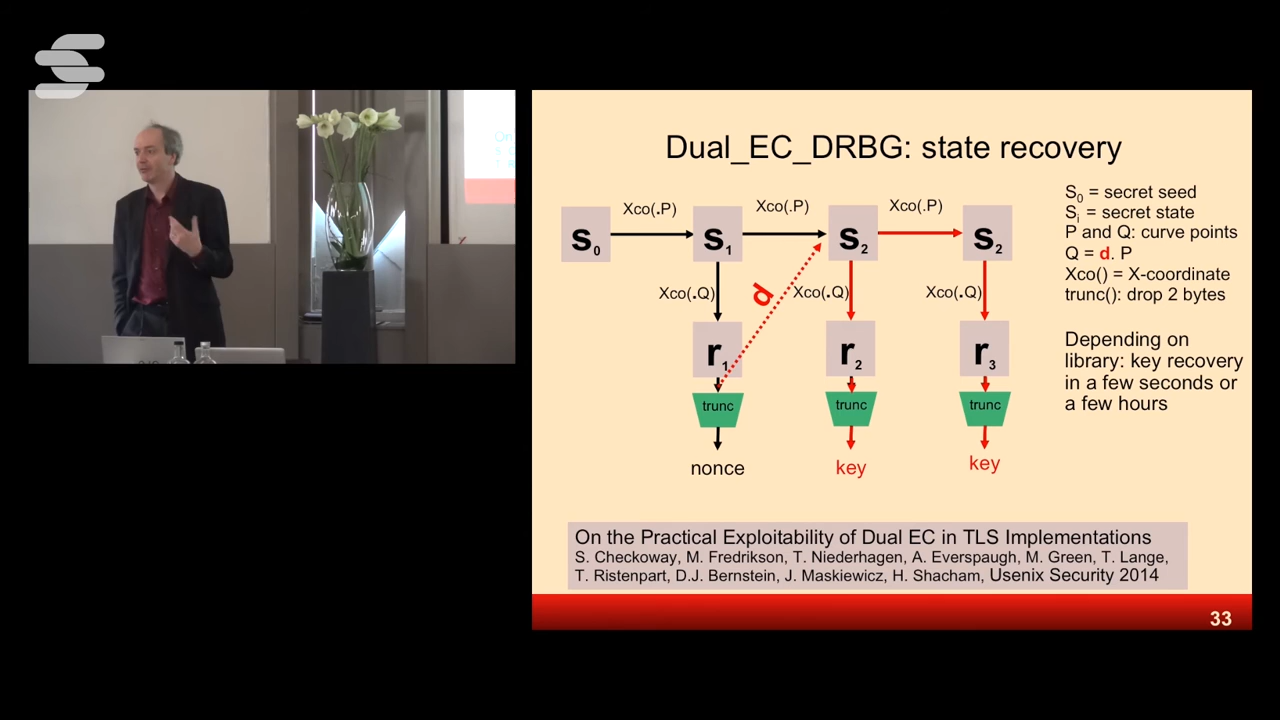 Dual_EC_DRBG: state recovery
Xco(.P)
Xco(.P)
Xco(.P)
S0
S1
S2
S2
Xco(.Q)
d
Xco(.Q)
Xco(.Q)
r1
r2
r3
trunc
trunc
trunc
nonce
key
key
S0 = secret seed
Si = secret state
P and Q: curve points
Q = d. P
Xco() = X-coordinate
trunc(): drop 2 bytes
Depending on
library: key recovery
in a few seconds or
a few hours
On the Practical Exploitability of Dual EC in TLS Implementations
S. Checkoway, M. Fredrikson, T. Niederhagen, A. Everspaugh, M. Green, T. Lange,
T. Ristenpart, D.J. Bernstein, J. Maskiewicz, H. Shacham, Usenix Security 2014
33
On